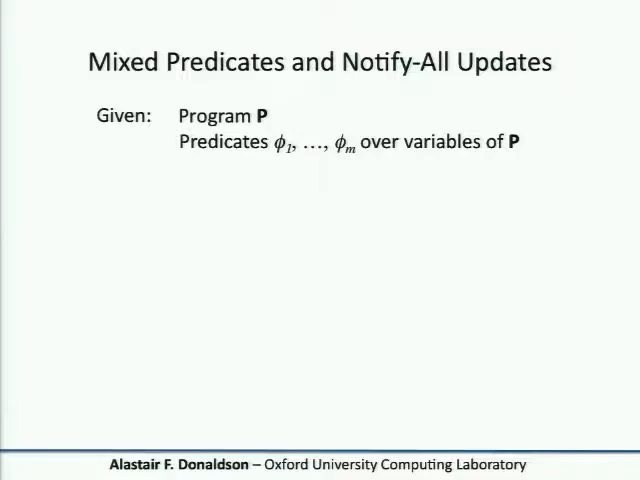 Mixed Predicates and Notify-All Updates
Given: Program P
Predicates ϕ1, …, ϕm over variables of P
Alastair F. Donaldson – Oxford University Computing Laboratory